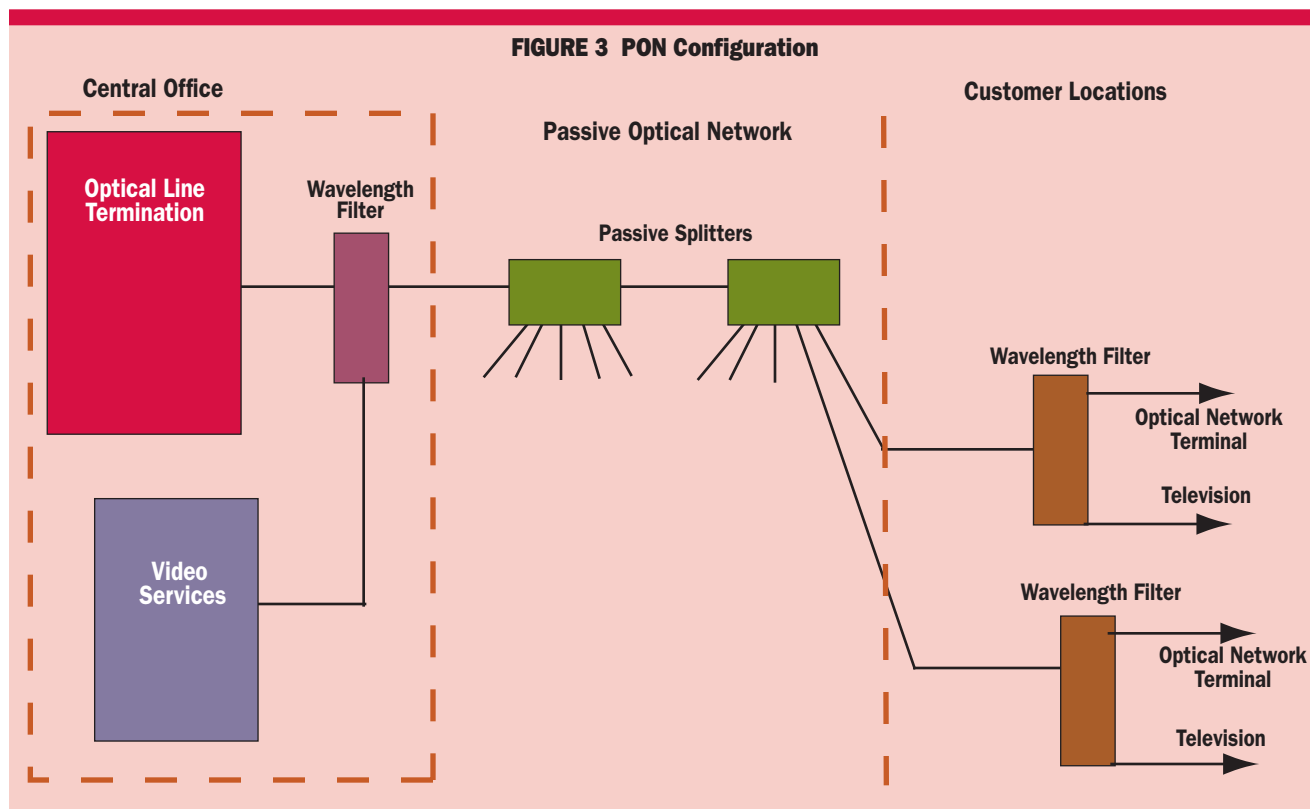 FIGURE 3 PON Configuration
Central Office
Customer Locations
Passive Optical Network
Optical Line
Termination
Wavelength
Filter
Passive Splitters
Wavelength Filter
Optical Network
Terminal
Television
Video
Services
Wavelength Filter
Optical Network
Terminal
Television